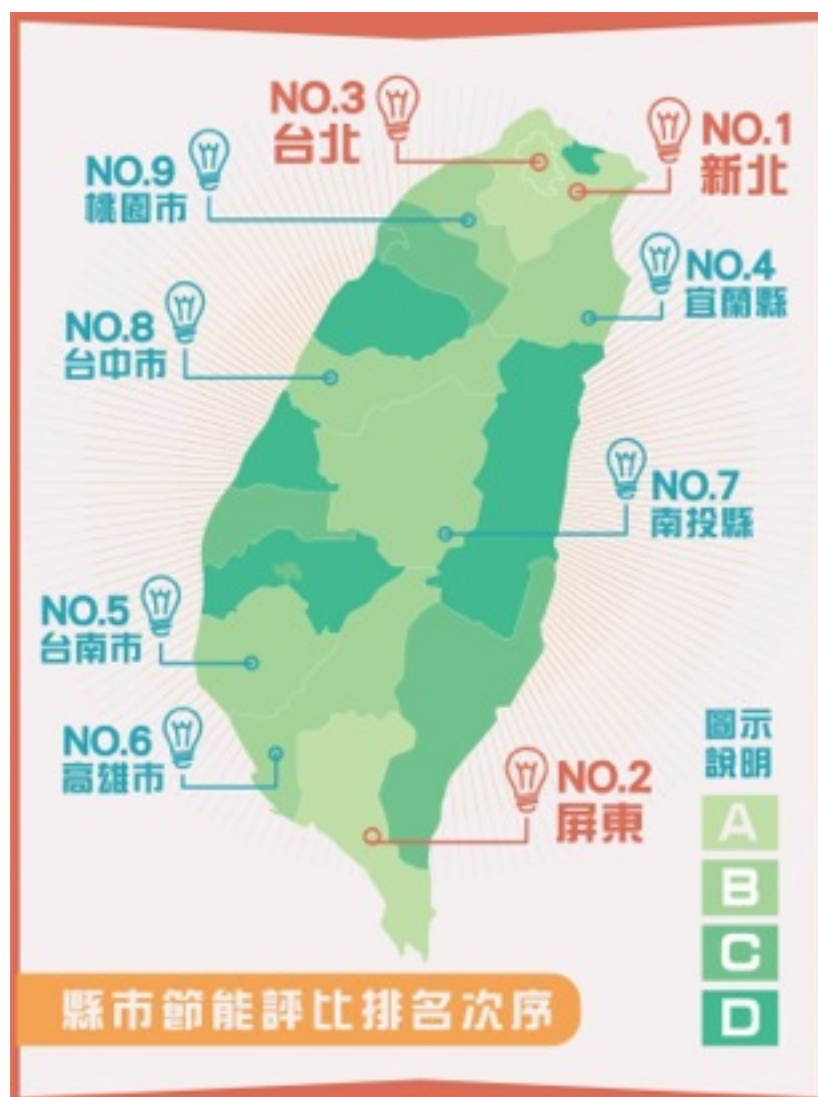 NO.3
台北
NO.1
新北
NO.9
桃園市
NO.4
宜蘭縣
NO.8
台中市
NO.7
南投縣
NO.5
台南市
NO.6
高雄市
NO.2
屏東
圖示
說明
A
B
C
D
縣市節能評比排名次序